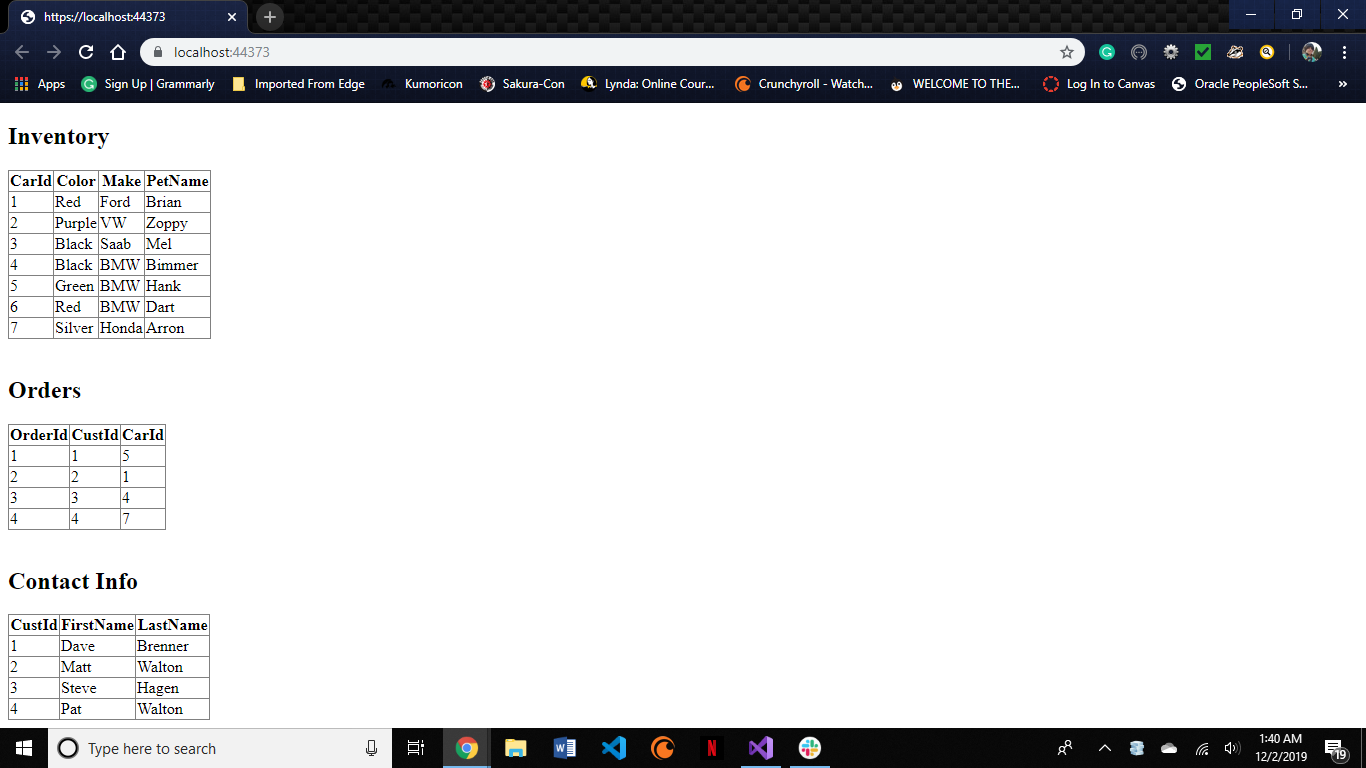 https://localhost:44373
localhost:44373
Apps Sign Up | Grammarly Imported From Edge Kumoricon Sakura-Con Lynda: Online Cour... Crunchyroll - Watch... WELCOME TO THE... Log In to Canvas Oracle PeopleSoft S... »
Inventory
CarId Color Make PetName
1 Red Ford Brian
2 Purple VW Zoppy
3 Black Saab Mel
4 Black BMW Bimmer
5 Green BMW Hank
6 Red BMW Dart
7 Silver Honda Arron
Orders
OrderId CustId CarId
1 1 5
2 2 1
3 3 4
4 4 7
Contact Info
CustId FirstName LastName
1 Dave Brenner
2 Matt Walton
3 Steve Hagen
4 Pat Walton
Type here to search
1:40 AM
12/2/2019
19